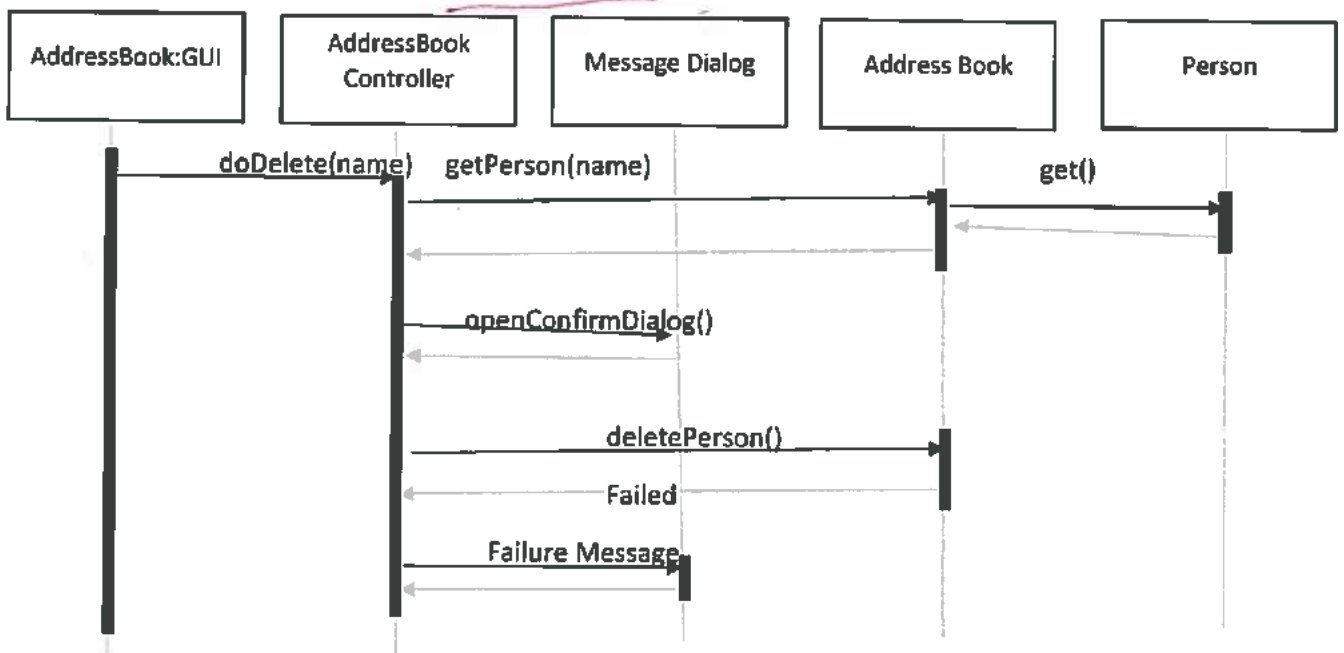 AddressBook:GUI
AddressBook
Controller
Message Dialog
Address Book
Person
doDelete(name)
getPerson(name)
get()
openConfirmDialog()
deletePerson()
Failed
Failure Message